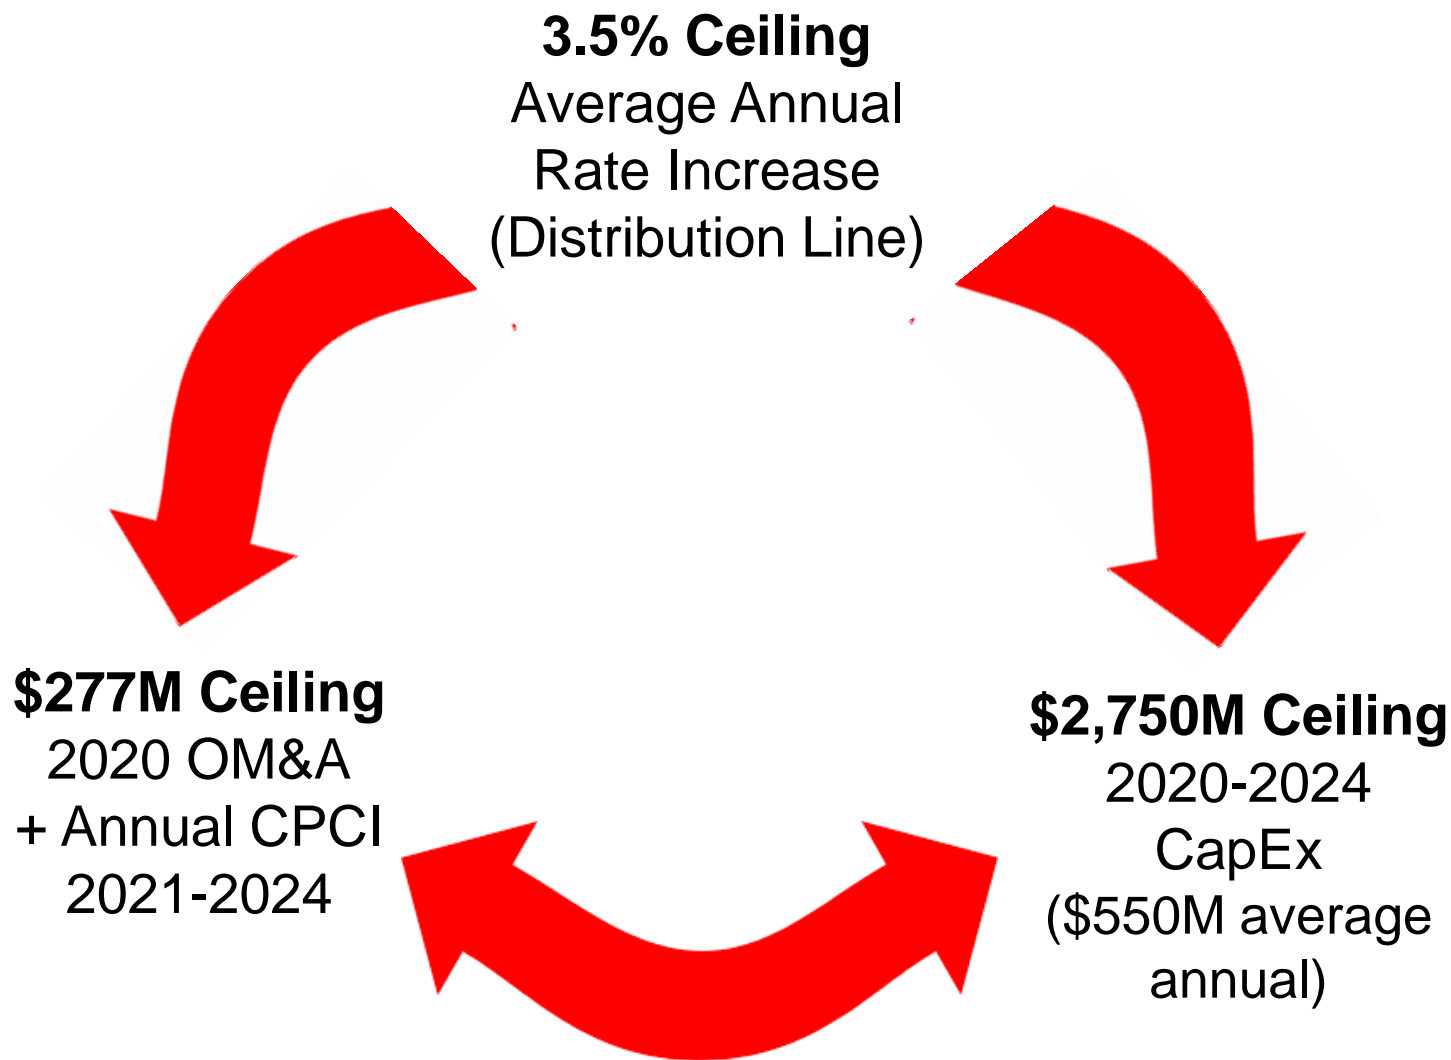 3.5% Ceiling
Average Annual
Rate Increase
(Distribution Line)
$277M Ceiling
2020 OM&A
+ Annual CPCI
2021-2024
$2,750M Ceiling
2020-2024
CapEx
($550M average
annual)